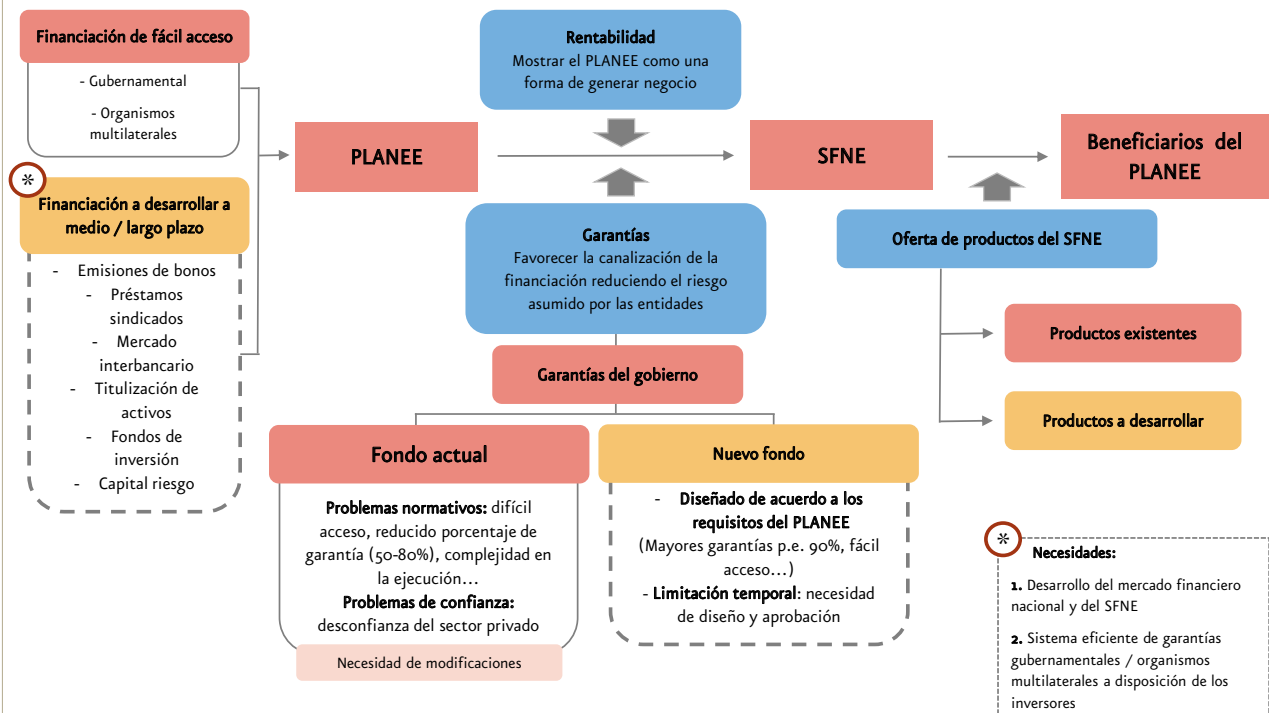 Financiación de fácil acceso
- Gubernamental
- Organismos
multilaterales
*
Financiación a desarrollar a
medio / largo plazo
- Emisiones de bonos
- Préstamos
sindicados
- Mercado
interbancario
- Titulización de
activos
- Fondos de
inversión
- Capital riesgo
PLANEE
Rentabilidad
Mostrar el PLANEE como una
forma de generar negocio
SFNE
Beneficiarios del
PLANEE
Garantías
Favorecer la canalización de la
financiación reduciendo el riesgo
asumido por las entidades
Oferta de productos del SFNE
Productos existentes
Productos a desarrollar
Garantías del gobierno
Fondo actual
Problemas normativos: difícil
acceso, reducido porcentaje de
garantía (50-80%), complejidad en
la ejecución...
Problemas de confianza:
desconfianza del sector privado
Necesidad de modificaciones
Nuevo fondo
- Diseñado de acuerdo a los
requisitos del PLANEE
(Mayores garantías p.e. 90%, fácil
acceso...)
- Limitación temporal: necesidad
de diseño y aprobación
*
Necesidades:
1. Desarrollo del mercado financiero
nacional y del SFNE
2. Sistema eficiente de garantías
gubernamentales / organismos
multilaterales a disposición de los
inversores